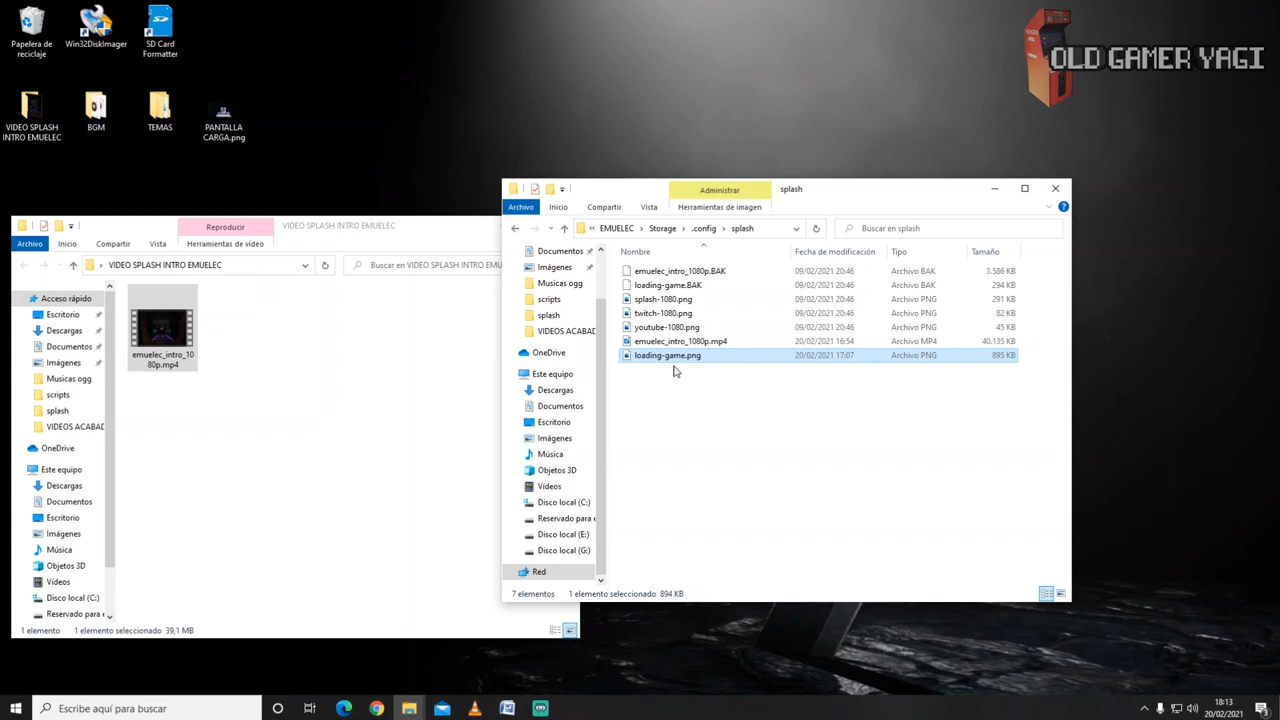 Papelera de
reciclaje
Win32DiskImager
SD Card
Formatter
VIDEO SPLASH
INTRO EMUELEC
BGM
TEMAS
PANTALLA
CARGA.png
OLD GAMER YAGI
Reproducir
VIDEO SPLASH INTRO EMUELEC
Archivo
Inicio
Compartir
Vista
Herramientas de vídeo
VIDEO SPLASH INTRO EMUELEC
Buscar en VIDEO SPLASH INTRO EMU
Acceso rápido
Escritorio
Descargas
Documentos
Imágenes
Musicas ogg
scripts
splash
VIDEOS ACABAD
OneDrive
Este equipo
Descargas
Documentos
Escritorio
Imágenes
Música
Objetos 3D
Vídeos
Disco local (C:)
Reservado para e
emuelec_intro_10
80p.mp4
1 elemento
1 elemento seleccionado 39,1 MB
Administrar
splash
Archivo
Inicio
Compartir
Vista
Herramientas de imagen
« EMUELEC › Storage › .config › splash
Buscar en splash
Nombre
Fecha de modificación
Tipo
Tamaño
Documentos
Imágenes
Musicas ogg
scripts
splash
VIDEOS ACABAD
OneDrive
Este equipo
Descargas
Documentos
Escritorio
Imágenes
Música
Objetos 3D
Vídeos
Disco local (C:)
Reservado para e
Disco local (E:)
Disco local (G:)
Red
emuelec_intro_1080p.BAK 09/02/2021 20:46 Archivo BAK 3.586 KB
loading-game.BAK 09/02/2021 20:46 Archivo BAK 294 KB
splash-1080.png 09/02/2021 20:46 Archivo PNG 291 KB
twitch-1080.png 09/02/2021 20:46 Archivo PNG 82 KB
youtube-1080.png 09/02/2021 20:46 Archivo PNG 45 KB
emuelec_intro_1080p.mp4 20/02/2021 16:54 Archivo MP4 40.135 KB
loading-game.png 20/02/2021 17:07 Archivo PNG 895 KB
7 elementos
1 elemento seleccionado 894 KB
Escribe aquí para buscar
18:13
20/02/2021